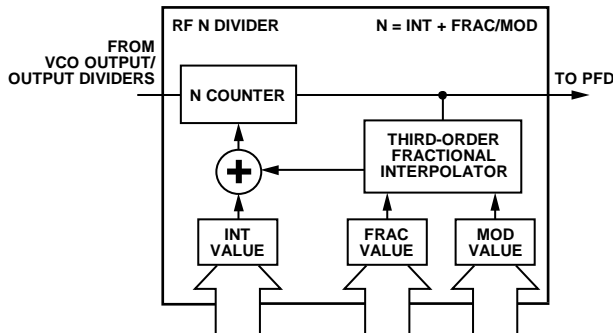 RF N DIVIDER
N = INT + FRAC/MOD
FROM
VCO OUTPUT/
OUTPUT DIVIDERS
TO PFD
N COUNTER
THIRD-ORDER
FRACTIONAL
INTERPOLATOR
+
INT
VALUE
FRAC
VALUE
MOD
VALUE